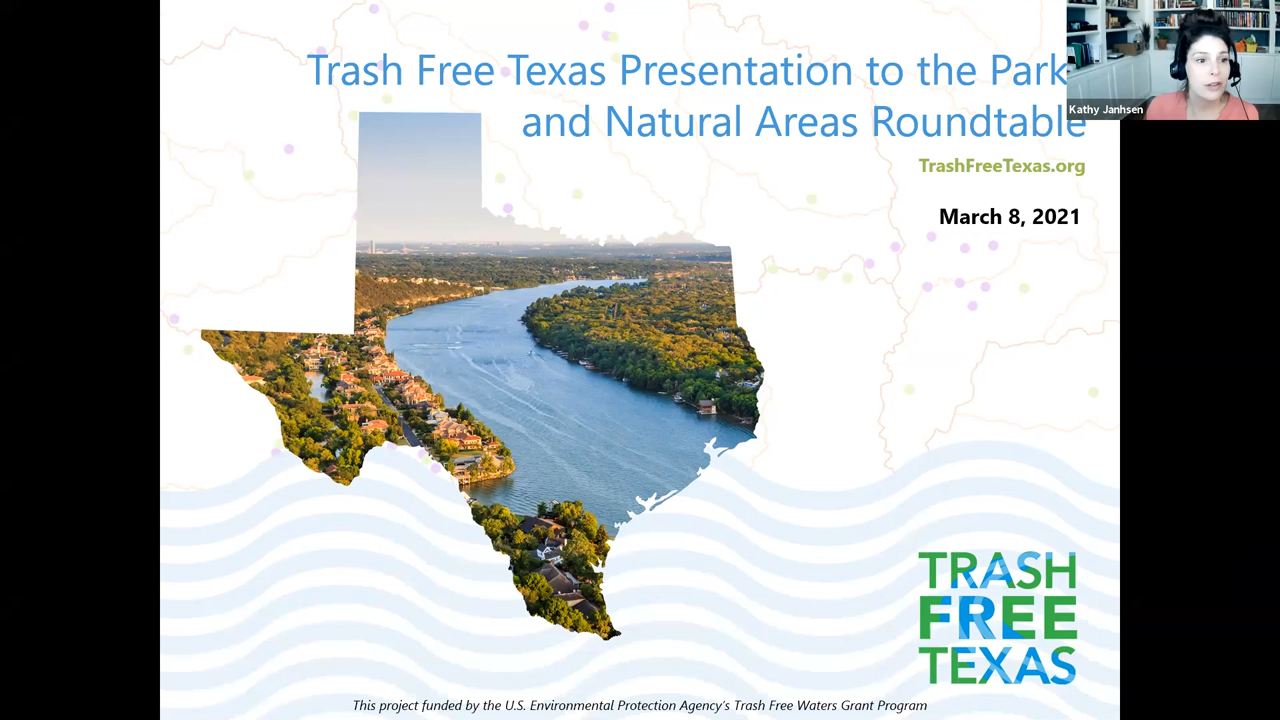 Trash Free Texas Presentation to the Park
and Natural Areas Roundtable
Kathy Janhsen
TrashFreeTexas.org
March 8, 2021
TRASH
FREE
TEXAS
This project funded by the U.S. Environmental Protection Agency's Trash Free Waters Grant Program